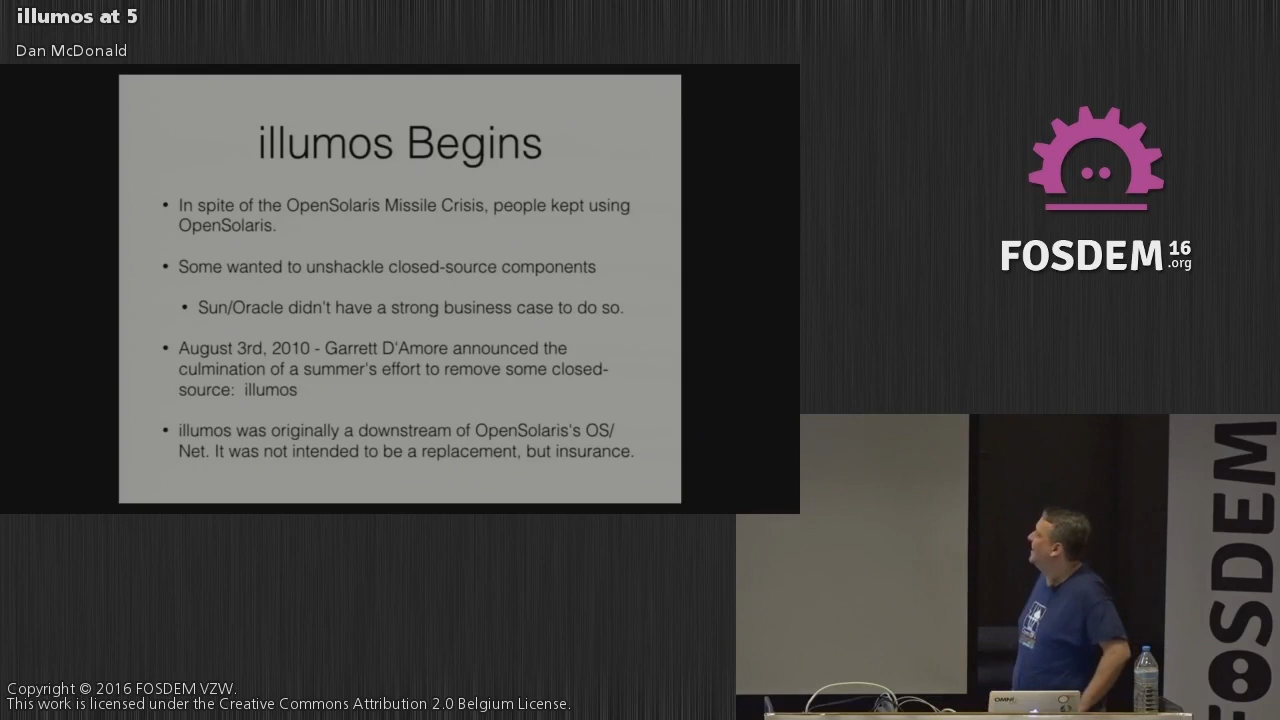 illumos at 5
Dan McDonald
illumos Begins
• In spite of the OpenSolaris Missile Crisis, people kept using
OpenSolaris.
• Some wanted to unshackle closed-source components
• Sun/Oracle didn't have a strong business case to do so.
• August 3rd, 2010 - Garrett D'Amore announced the
culmination of a summer's effort to remove some closed-
source: illumos
• illumos was originally a downstream of OpenSolaris's OS/
Net. It was not intended to be a replacement, but insurance.
FOSDEM 16
.org
FOSDEM
OMNI
Copyright © 2016 FOSDEM VZW.
This work is licensed under the Creative Commons Attribution 2. Belgium License